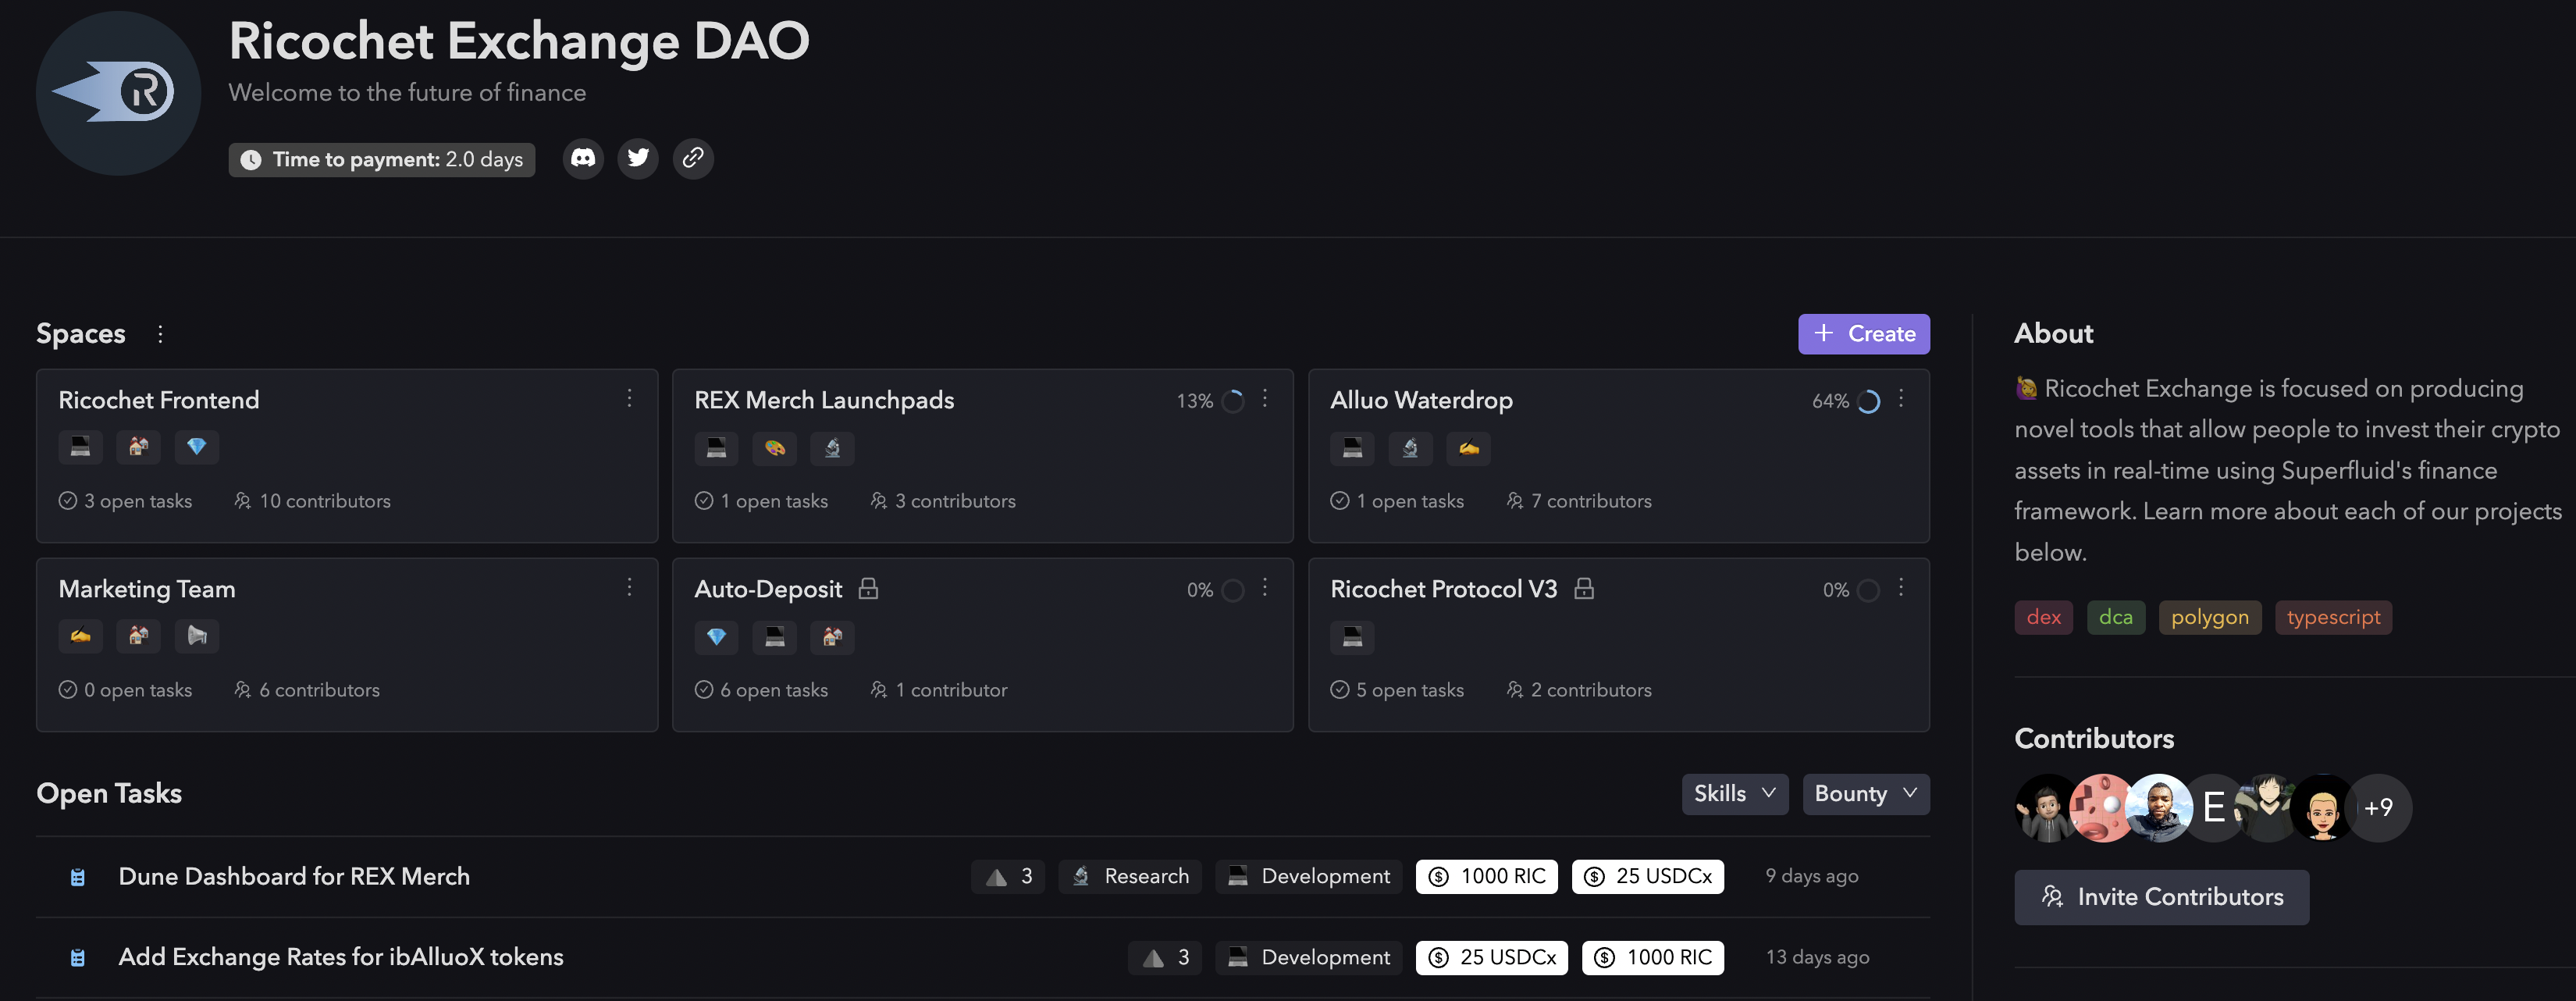 Ricochet Exchange DAO
Welcome to the future of finance
Time to payment: 2.0 days
Spaces
Create
Ricochet Frontend
3 open tasks 10 contributors
REX Merch Launchpads 13%
1 open tasks 3 contributors
Alluo Waterdrop 64%
1 open tasks 7 contributors
Marketing Team
0 open tasks 6 contributors
Auto-Deposit 0%
6 open tasks 1 contributor
Ricochet Protocol V3 0%
5 open tasks 2 contributors
Open Tasks
Skills Bounty
Dune Dashboard for REX Merch 3 Research Development 1000 RIC 25 USDCx 9 days ago
Add Exchange Rates for ibAlluoX tokens 3 Development 25 USDCx 1000 RIC 13 days ago
About
Ricochet Exchange is focused on producing
novel tools that allow people to invest their crypto
assets in real-time using Superfluid's finance
framework. Learn more about each of our projects
below.
dex dca polygon typescript
Contributors
E +9
Invite Contributors